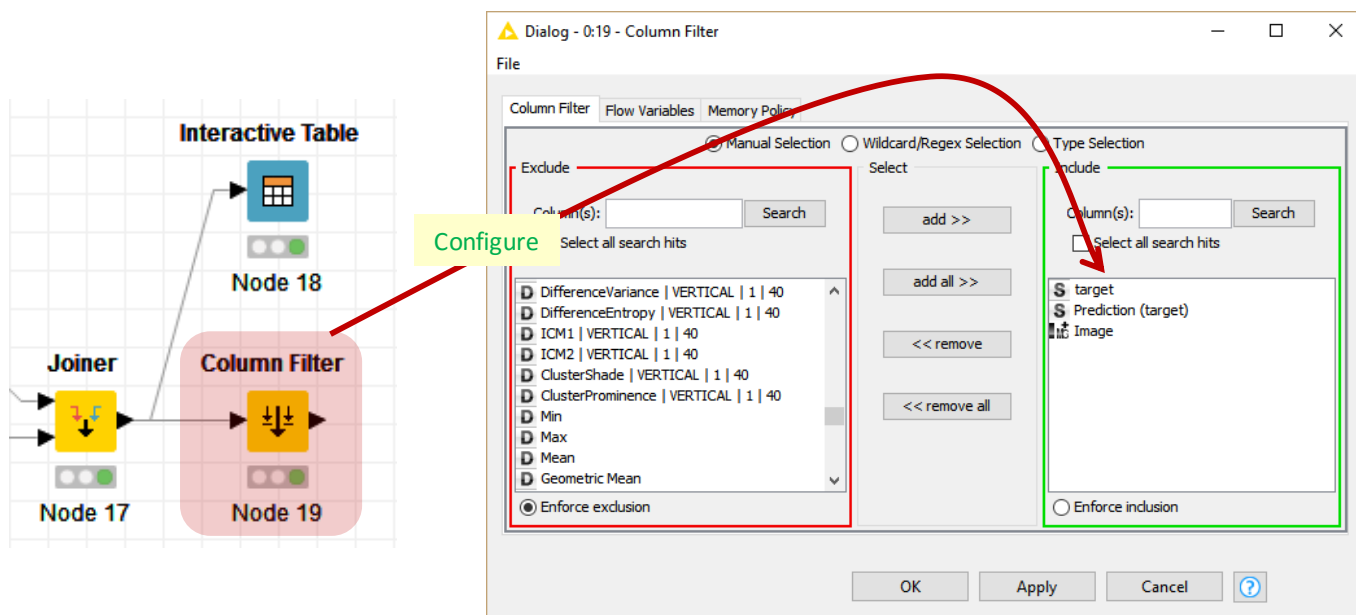 Interactive Table
Node 18
Joiner
Node 17
Column Filter
Node 19
Configure
Dialog - 0:19 - Column Filter
File
Column Filter
Flow Variables
Memory Policy
Manual Selection
Wildcard/Regex Selection
Type Selection
Exclude
Column(s):
Search
Select all search hits
D DifferenceVariance | VERTICAL | 1 | 40
D DifferenceEntropy | VERTICAL | 1 | 40
D ICM1 | VERTICAL | 1 | 40
D ICM2 | VERTICAL | 1 | 40
D ClusterShade | VERTICAL | 1 | 40
D ClusterProminence | VERTICAL | 1 | 40
D Min
D Max
D Mean
D Geometric Mean
Enforce exclusion
Select
add >>
add all >>
<< remove
<< remove all
Include
Column(s):
Search
Select all search hits
S target
S Prediction (target)
Image
Enforce inclusion
OK
Apply
Cancel
?